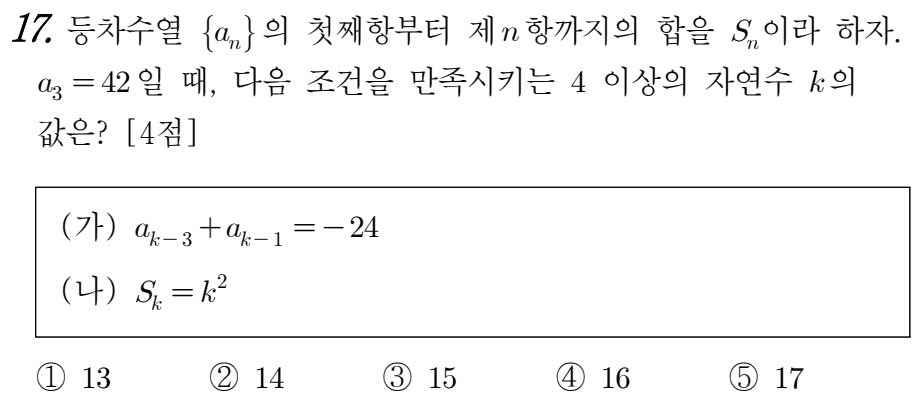 17. 등차수열 {aₙ}의 첫째항부터 제n항까지의 합을 Sₙ이라 하자.
a₃ = 42일 때, 다음 조건을 만족시키는 4 이상의 자연수 k의
값은? [4점]
(가) aₖ₋₃ + aₖ₋₁ = −24
(나) Sₖ = k²
① 13 ② 14 ③ 15 ④ 16 ⑤ 17